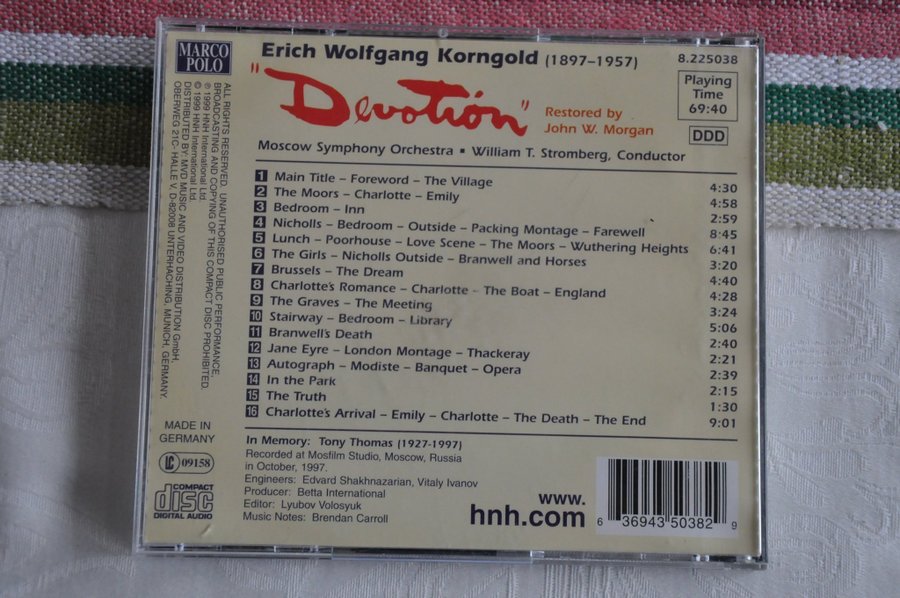 MARCO
POLO
Erich Wolfgang Korngold (1897–1957)
8.225038
"Devotion"
Restored by
John W. Morgan
Playing
Time
69:40
DDD
Moscow Symphony Orchestra ▪ William T. Stromberg, Conductor
1 Main Title – Foreword – The Village 4:30
2 The Moors – Charlotte – Emily 4:58
3 Bedroom – Inn 2:59
4 Nicholls – Bedroom – Outside – Packing Montage – Farewell 8:45
5 Lunch – Poorhouse – Love Scene – The Moors – Wuthering Heights 6:41
6 The Girls – Nicholls Outside – Branwell and Horses 3:20
7 Brussels – The Dream 4:40
8 Charlotte's Romance – Charlotte – The Boat – England 4:28
9 The Graves – The Meeting 3:24
10 Stairway – Bedroom – Library 5:06
11 Branwell's Death 2:40
12 Jane Eyre – London Montage – Thackeray 2:21
13 Autograph – Modiste – Banquet – Opera 2:39
14 In the Park 2:15
15 The Truth 1:30
16 Charlotte's Arrival – Emily – Charlotte – The Death – The End 9:01
In Memory: Tony Thomas (1927-1997)
Recorded at Mosfilm Studio, Moscow, Russia
in October, 1997.
Engineers: Edvard Shakhnazarian, Vitaly Ivanov
Producer: Betta International
Editor: Lyubov Volosyuk
Music Notes: Brendan Carroll
www.
hnh.com
6 36943 50382 9
ALL RIGHTS RESERVED. UNAUTHORISED PUBLIC PERFORMANCE,
BROADCASTING AND COPYING OF THIS COMPACT DISC PROHIBITED.
℗ 1999 HNH International Ltd.
© 1999 HNH International Ltd.
DISTRIBUTED BY: MVD MUSIC AND VIDEO DISTRIBUTION GmbH,
OBERWEG 21C- HALLE V, D-82008 UNTERHACHING, MUNICH, GERMANY.
MADE IN
GERMANY
LC 09158
COMPACT
disc
DIGITAL AUDIO